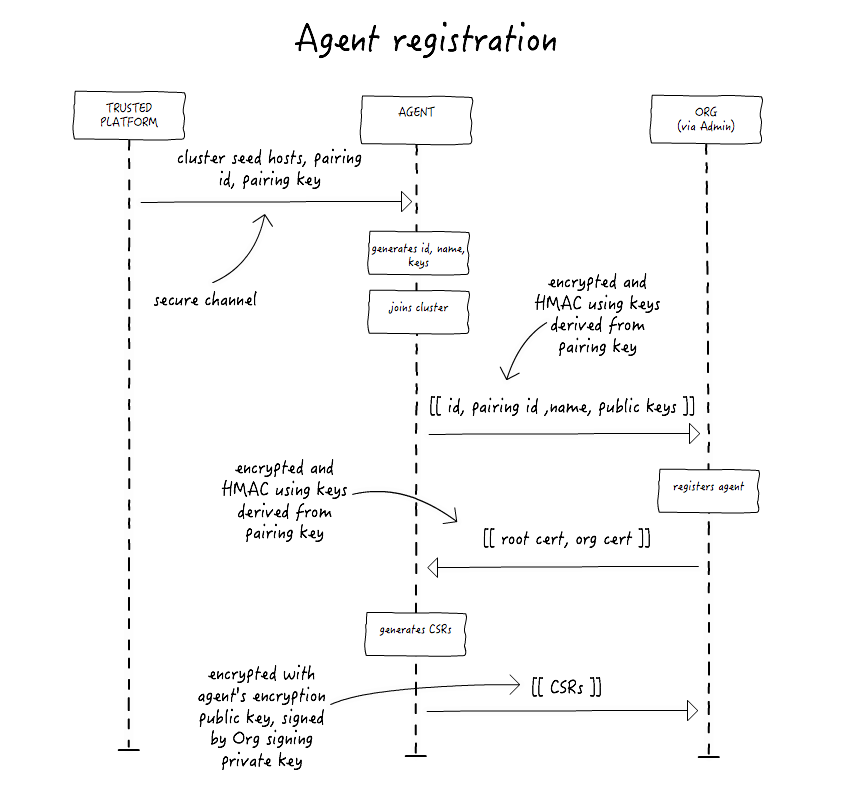 Agent registration
TRUSTED
PLATFORM
AGENT
ORG
(via Admin)
cluster seed hosts, pairing
id, pairing key
secure channel
generates id, name,
keys
joins cluster
encrypted and
HMAC using keys
derived from
pairing key
[[ id, pairing id ,name, public keys ]]
registers agent
encrypted and
HMAC using keys
derived from
pairing key
[[ root cert, org cert ]]
generates CSRs
encrypted with
agent's encryption
public key, signed
by Org signing
private key
[[ CSRs ]]